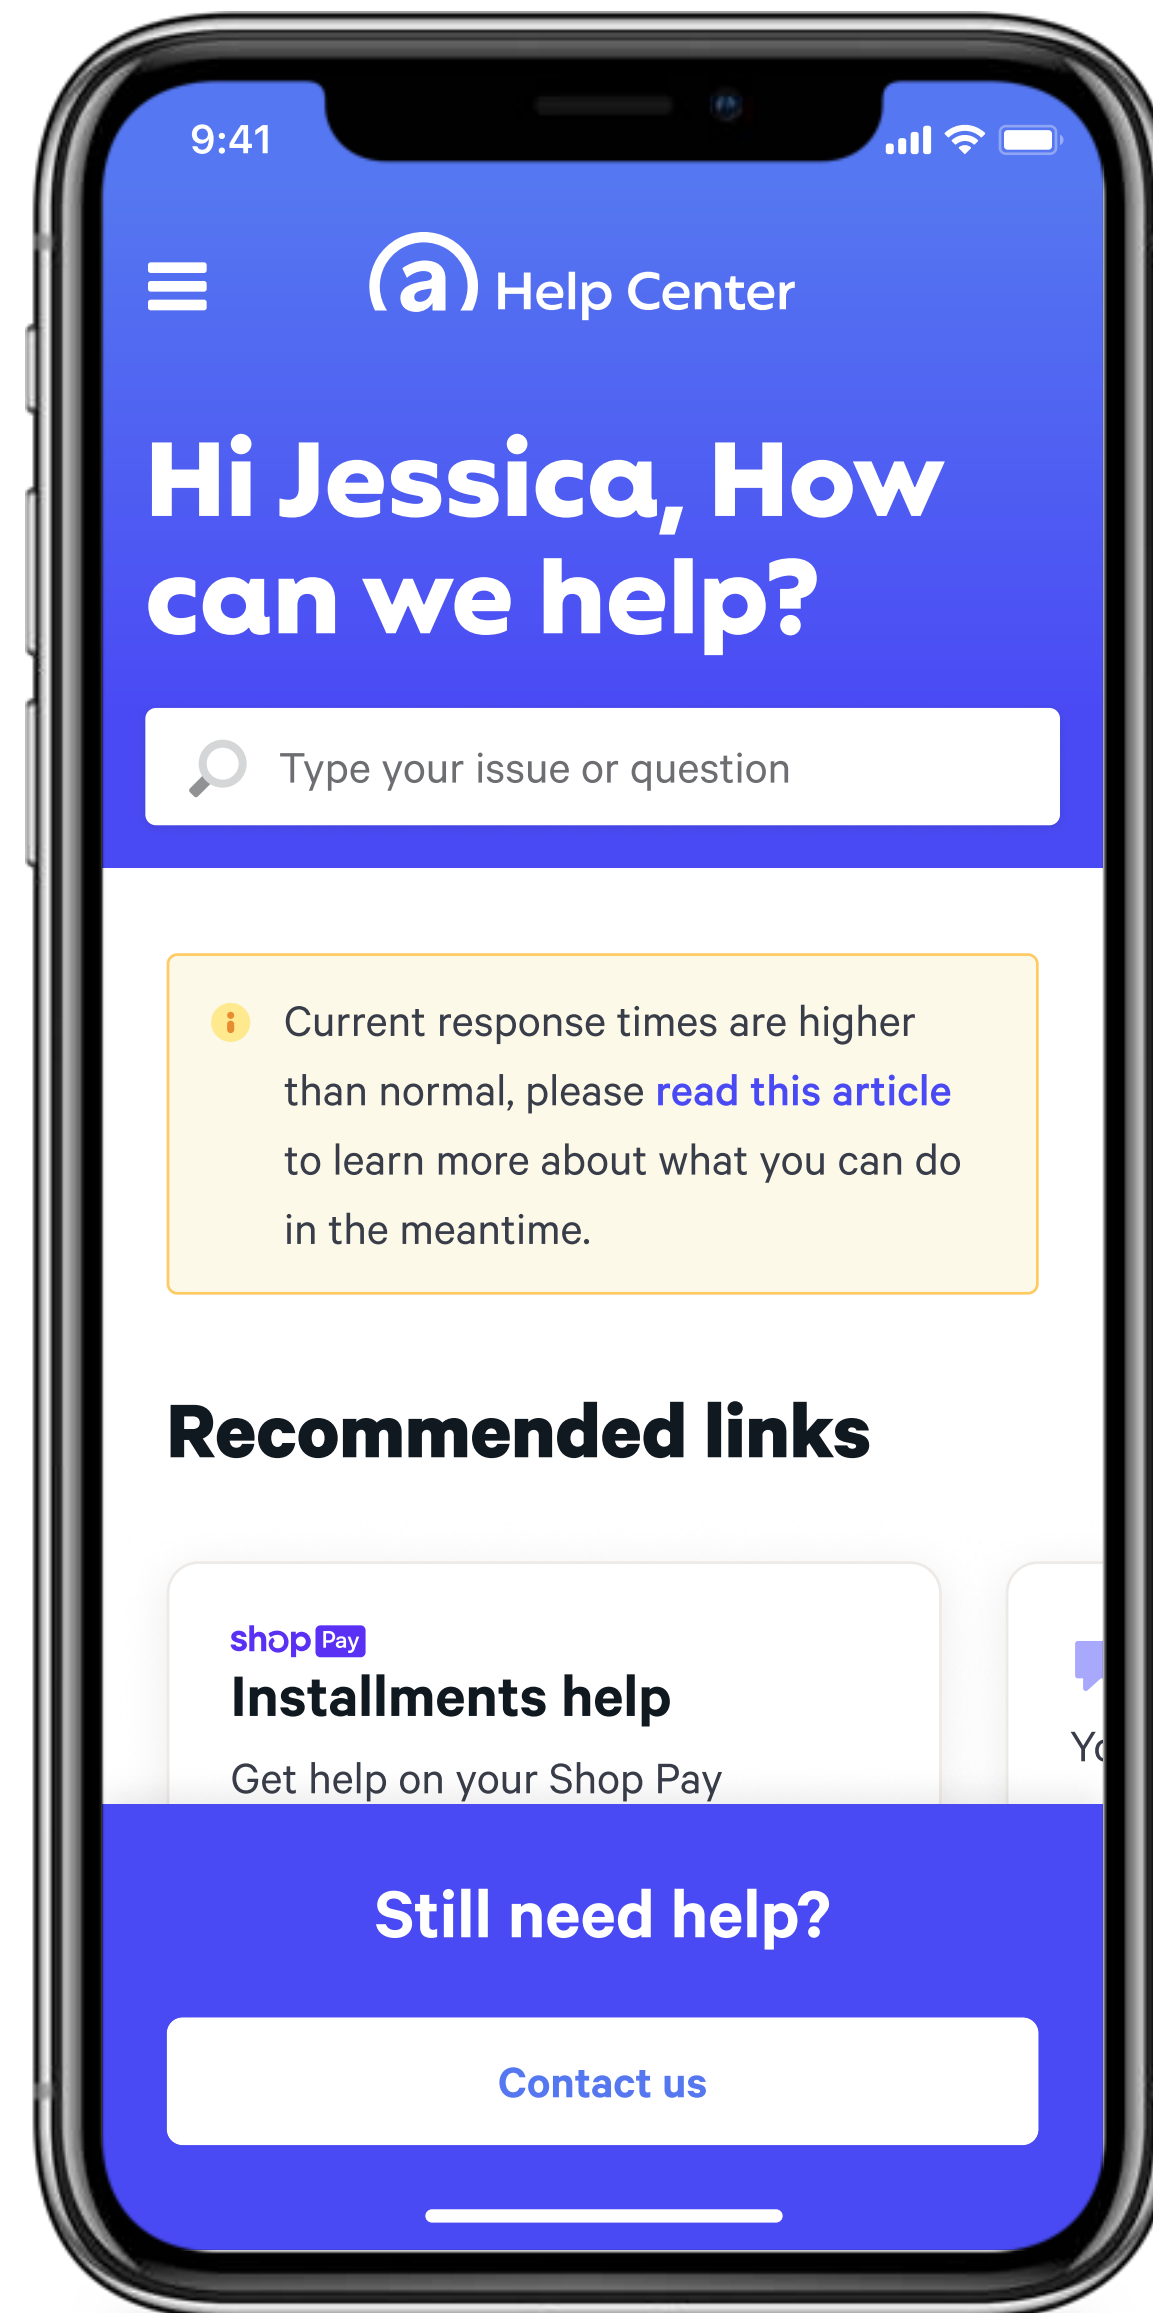 9:41
a Help Center
Hi Jessica, How
can we help?
Type your issue or question
Current response times are higher
than normal, please read this article
to learn more about what you can do
in the meantime.
Recommended links
shop Pay
Installments help
Get help on your Shop Pay
Still need help?
Contact us